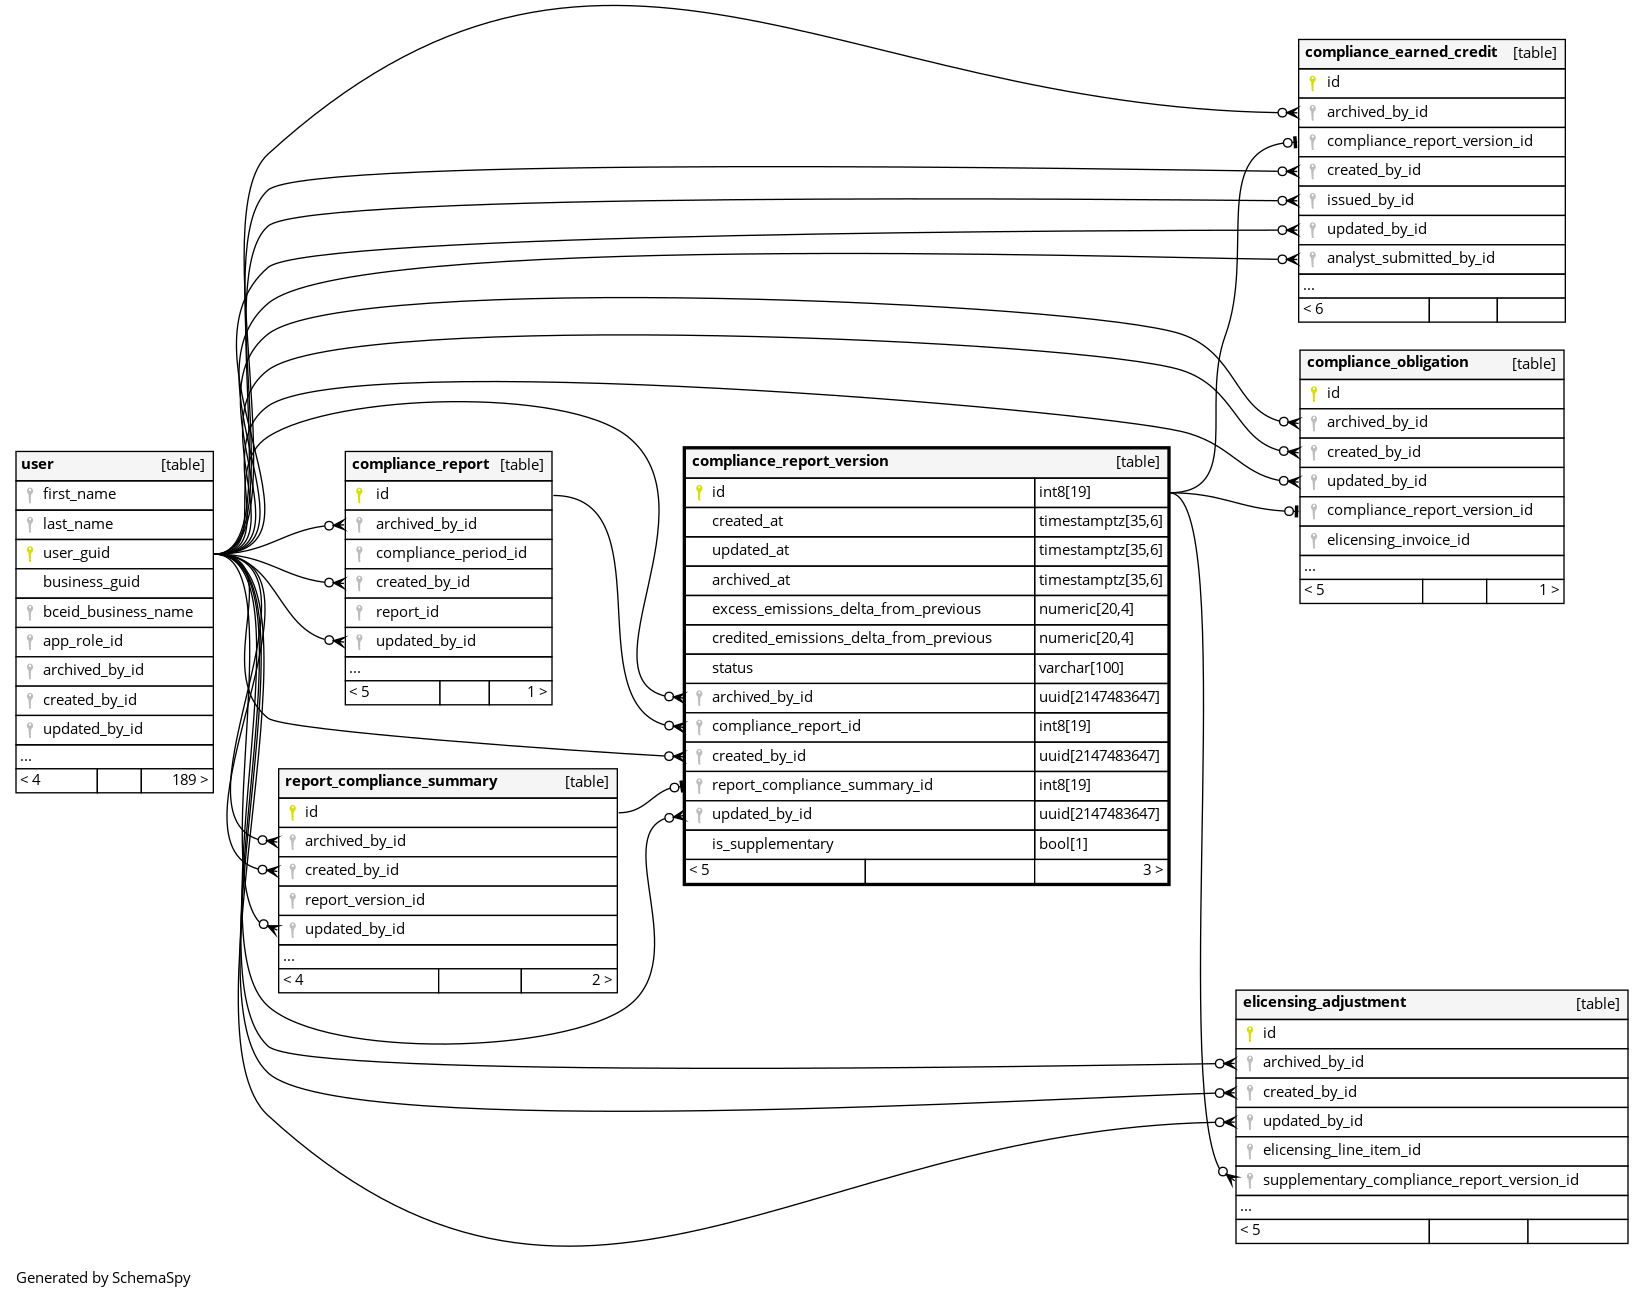 compliance_earned_credit [table]
id
archived_by_id
compliance_report_version_id
created_by_id
issued_by_id
updated_by_id
analyst_submitted_by_id
...
< 6
compliance_obligation [table]
id
archived_by_id
created_by_id
updated_by_id
compliance_report_version_id
elicensing_invoice_id
...
< 5 1 >
user [table]
first_name
last_name
user_guid
business_guid
bceid_business_name
app_role_id
archived_by_id
created_by_id
updated_by_id
...
< 4 189 >
compliance_report [table]
id
archived_by_id
compliance_period_id
created_by_id
report_id
updated_by_id
...
< 5 1 >
compliance_report_version [table]
id int8[19]
created_at timestamptz[35,6]
updated_at timestamptz[35,6]
archived_at timestamptz[35,6]
excess_emissions_delta_from_previous numeric[20,4]
credited_emissions_delta_from_previous numeric[20,4]
status varchar[100]
archived_by_id uuid[2147483647]
compliance_report_id int8[19]
created_by_id uuid[2147483647]
report_compliance_summary_id int8[19]
updated_by_id uuid[2147483647]
is_supplementary bool[1]
< 5 3 >
report_compliance_summary [table]
id
archived_by_id
created_by_id
report_version_id
updated_by_id
...
< 4 2 >
elicensing_adjustment [table]
id
archived_by_id
created_by_id
updated_by_id
elicensing_line_item_id
supplementary_compliance_report_version_id
...
< 5
Generated by SchemaSpy